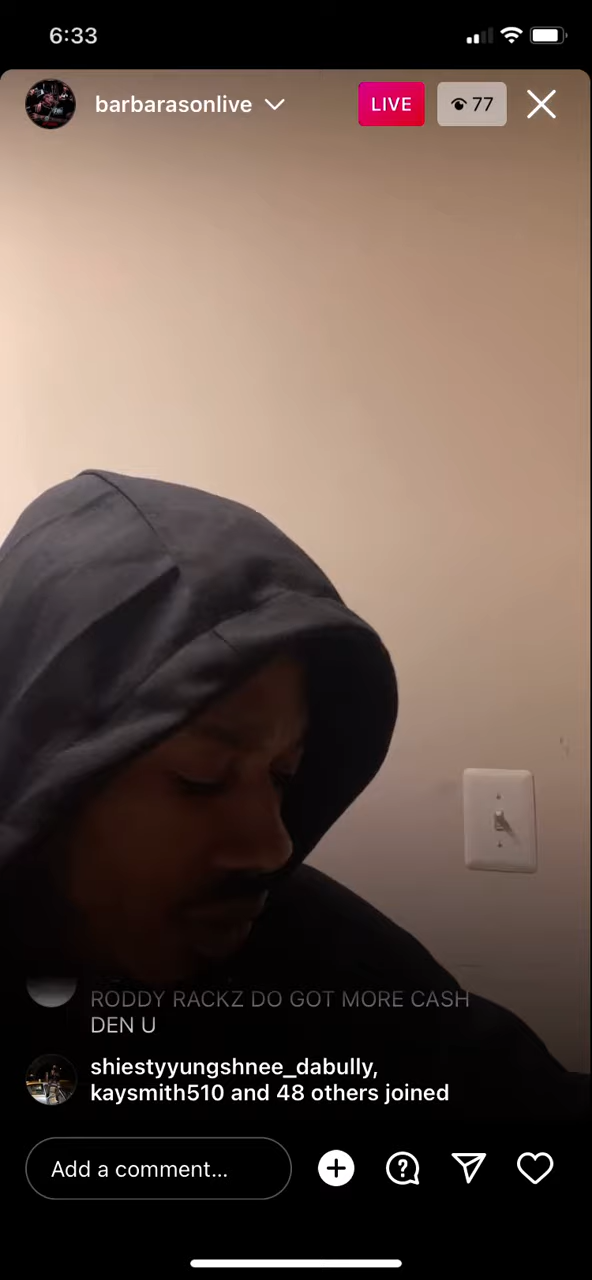 6:33
barbarasonlive
LIVE
77
RODDY RACKZ DO GOT MORE CASH
DEN U
shiestyyungshnee_dabully,
kaysmith510 and 48 others joined
Add a comment...